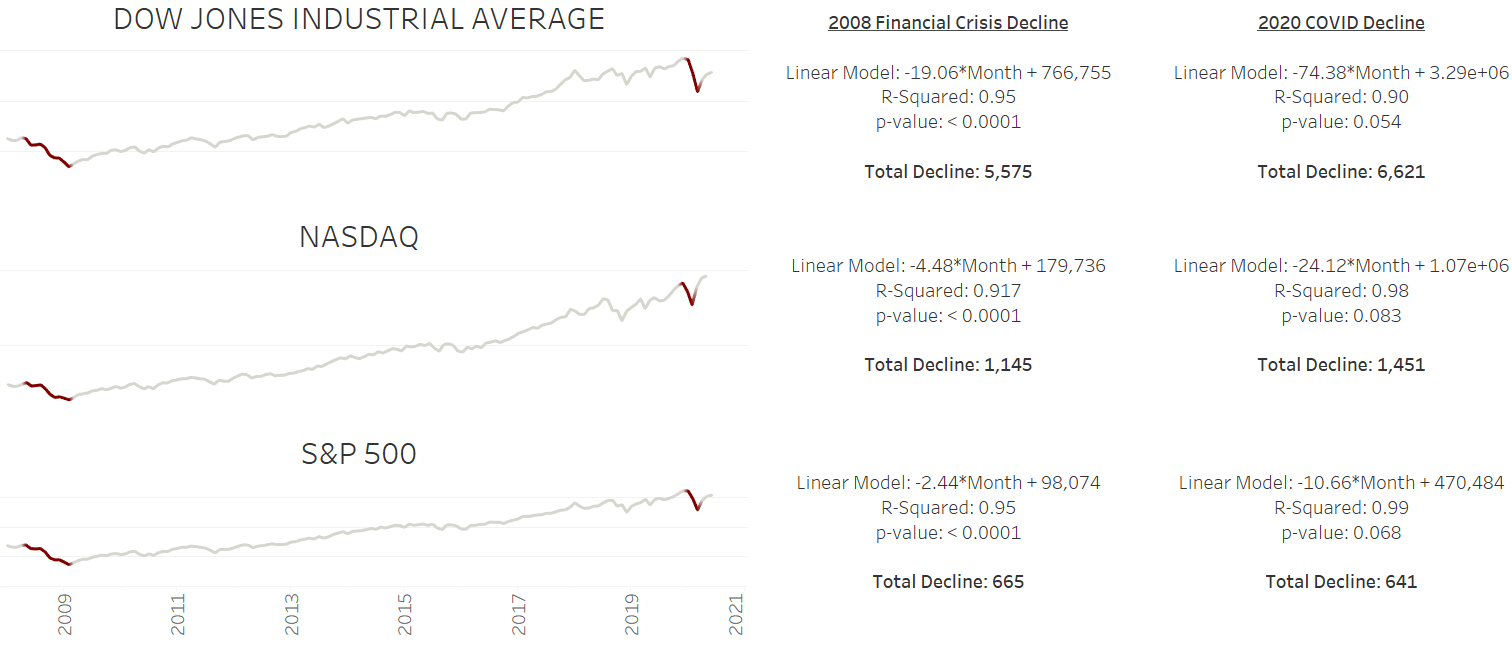 DOW JONES INDUSTRIAL AVERAGE
2008 Financial Crisis Decline
Linear Model: -19.06*Month + 766,755
R-Squared: 0.95
p-value: < 0.0001
Total Decline: 5,575
2020 COVID Decline
Linear Model: -74.38*Month + 3.29e+06
R-Squared: 0.90
p-value: 0.054
Total Decline: 6,621
NASDAQ
Linear Model: -4.48*Month + 179,736
R-Squared: 0.917
p-value: < 0.0001
Total Decline: 1,145
Linear Model: -24.12*Month + 1.07e+06
R-Squared: 0.98
p-value: 0.083
Total Decline: 1,451
S&P 500
Linear Model: -2.44*Month + 98,074
R-Squared: 0.95
p-value: < 0.0001
Total Decline: 665
Linear Model: -10.66*Month + 470,484
R-Squared: 0.99
p-value: 0.068
Total Decline: 641
2009
2011
2013
2015
2017
2019
2021